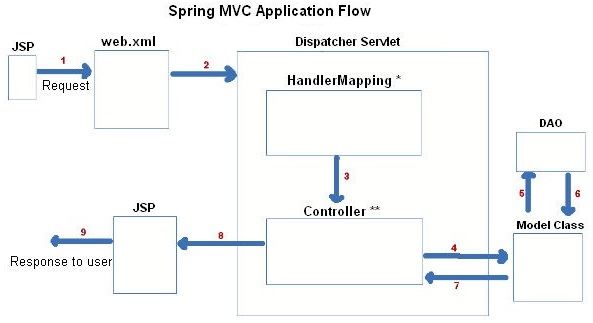 Spring MVC Application Flow
JSP
web.xml
Dispatcher Servlet
1
Request
2
HandlerMapping *
3
DAO
5
6
JSP
Controller **
Model Class
9
8
4
7
Response to user